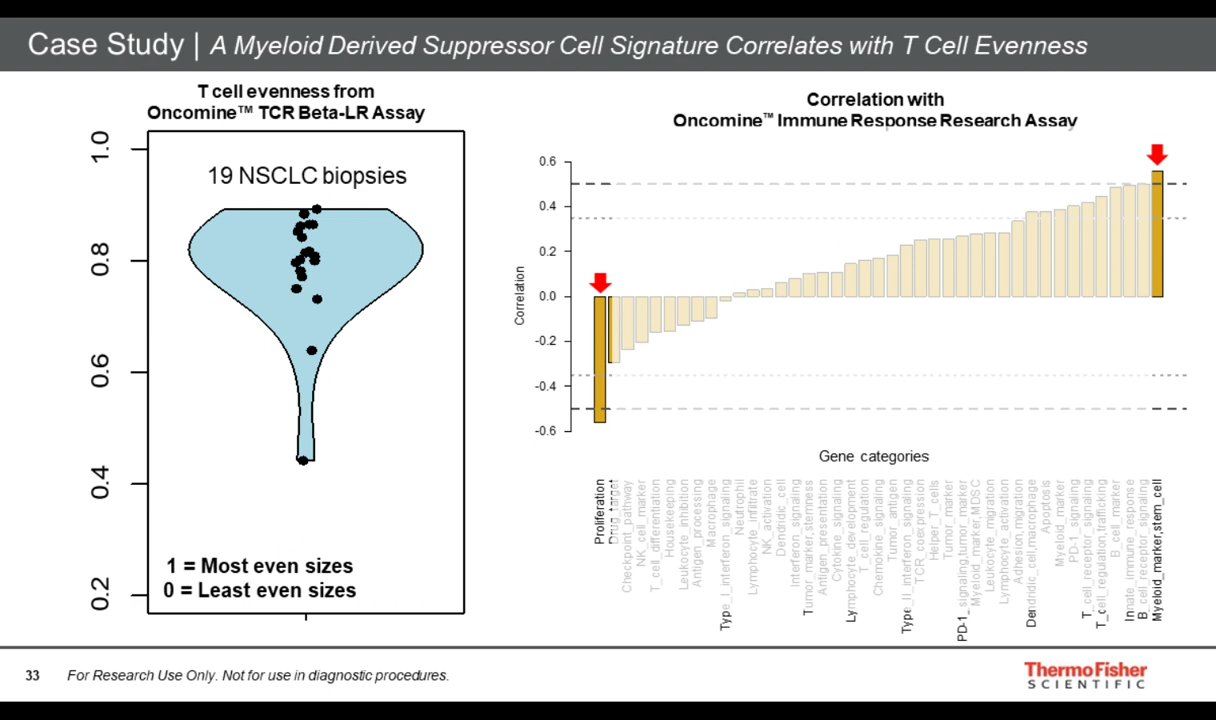 Case Study | A Myeloid Derived Suppressor Cell Signature Correlates with T Cell Evenness
T cell evenness from
Oncomine™ TCR Beta-LR Assay
1.0
0.8
0.6
0.4
0.2
19 NSCLC biopsies
1 = Most even sizes
0 = Least even sizes
Correlation with
Oncomine™ Immune Response Research Assay
0.6
0.4
0.2
0.0
-0.2
-0.4
-0.6
Correlation
Gene categories
Proliferation
Drug_target
Checkpoint_pathway
NK_cell_marker
T_cell_differentiation
Housekeeping
Leukocyte_inhibition
Antigen_processing
Macrophage
Type_I_interferon_signaling
Neutrophil
Lymphocyte_infiltrate
NK_activation
Dendritic_cell
Interferon_signaling
Tumor_marker,stemness
Antigen_presentation
Cytokine_signaling
Lymphocyte_development
T_cell_regulation
Chemokine_signaling
Tumor_antigen
Type_II_interferon_signaling
TCR_coexpression
Helper_T_cells
Tumor_marker
PD-1_signaling,tumor_marker
Myeloid_marker,MDSC
Leukocyte_migration
Lymphocyte_activation
Adhesion,migration
Dendridic_cell,macrophage
Apoptosis
Myeloid_marker
PD-1_signaling
T_cell_receptor_signaling
T_cell_regulation,trafficking
B_cell_marker
Innate_immune_response
B_cell_receptor_signaling
Myeloid_marker,stem_cell
33
For Research Use Only. Not for use in diagnostic procedures.
ThermoFisher
SCIENTIFIC